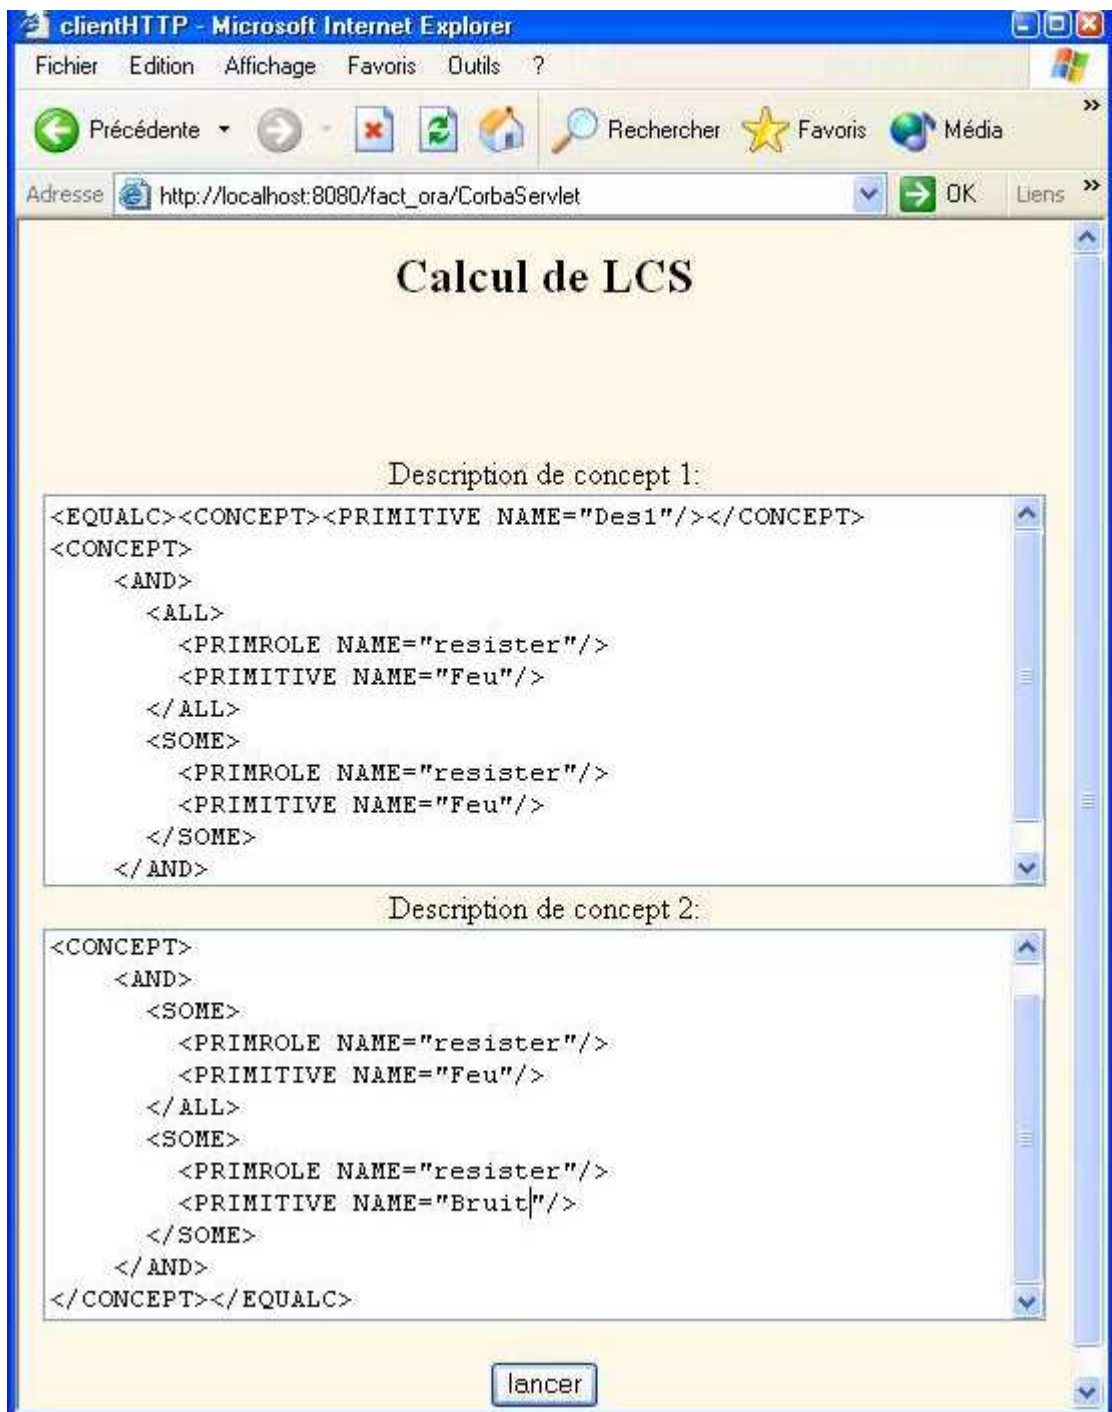 clientHTTP - Microsoft Internet Explorer
Fichier Edition Affichage Favoris Outils ?
Précédente Rechercher Favoris Média »
Adresse http://localhost:8080/fact_ora/CorbaServlet OK Liens »
Calcul de LCS
Description de concept 1:
<EQUALC><CONCEPT><PRIMITIVE NAME="Des1"/></CONCEPT>
<CONCEPT>
<AND>
<ALL>
<PRIMROLE NAME="resister"/>
<PRIMITIVE NAME="Feu"/>
</ALL>
<SOME>
<PRIMROLE NAME="resister"/>
<PRIMITIVE NAME="Feu"/>
</SOME>
</AND>
Description de concept 2:
<CONCEPT>
<AND>
<SOME>
<PRIMROLE NAME="resister"/>
<PRIMITIVE NAME="Feu"/>
</ALL>
<SOME>
<PRIMROLE NAME="resister"/>
<PRIMITIVE NAME="Bruit"/>
</SOME>
</AND>
</CONCEPT></EQUALC>
lancer